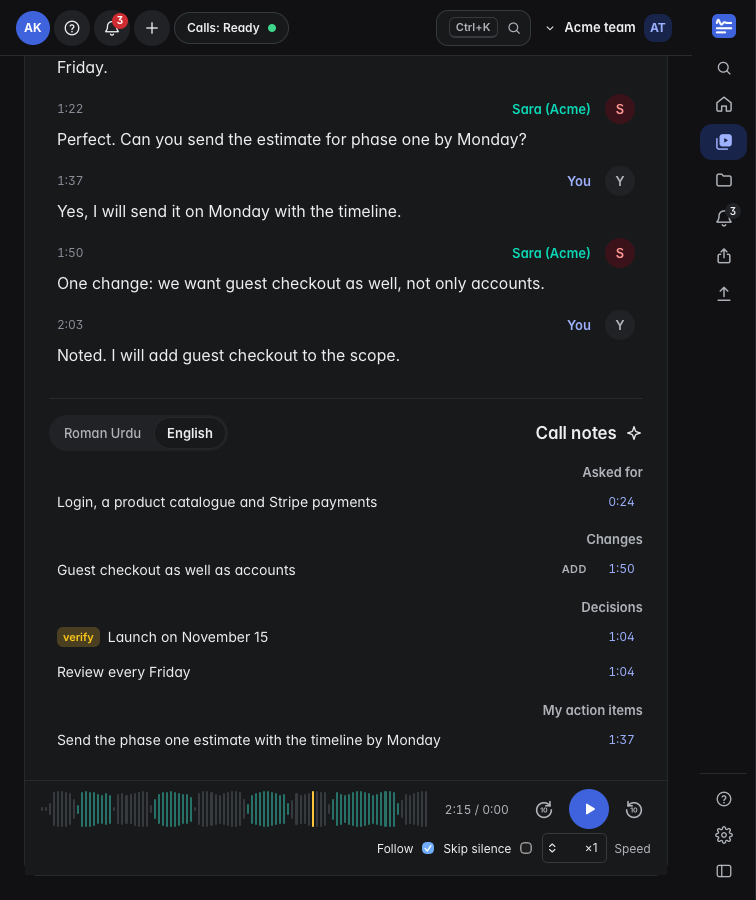 AK
3
Calls: Ready
Ctrl+K
Acme team
AT
Friday.
1:22
Sara (Acme)
S
Perfect. Can you send the estimate for phase one by Monday?
1:37
You
Y
Yes, I will send it on Monday with the timeline.
1:50
Sara (Acme)
S
One change: we want guest checkout as well, not only accounts.
2:03
You
Y
Noted. I will add guest checkout to the scope.
Roman Urdu
English
Call notes
Asked for
Login, a product catalogue and Stripe payments
0:24
Changes
Guest checkout as well as accounts
ADD
1:50
Decisions
verify
Launch on November 15
1:04
Review every Friday
1:04
My action items
Send the phase one estimate with the timeline by Monday
1:37
2:15 / 0:00
10
10
Follow
Skip silence
×1
Speed
3